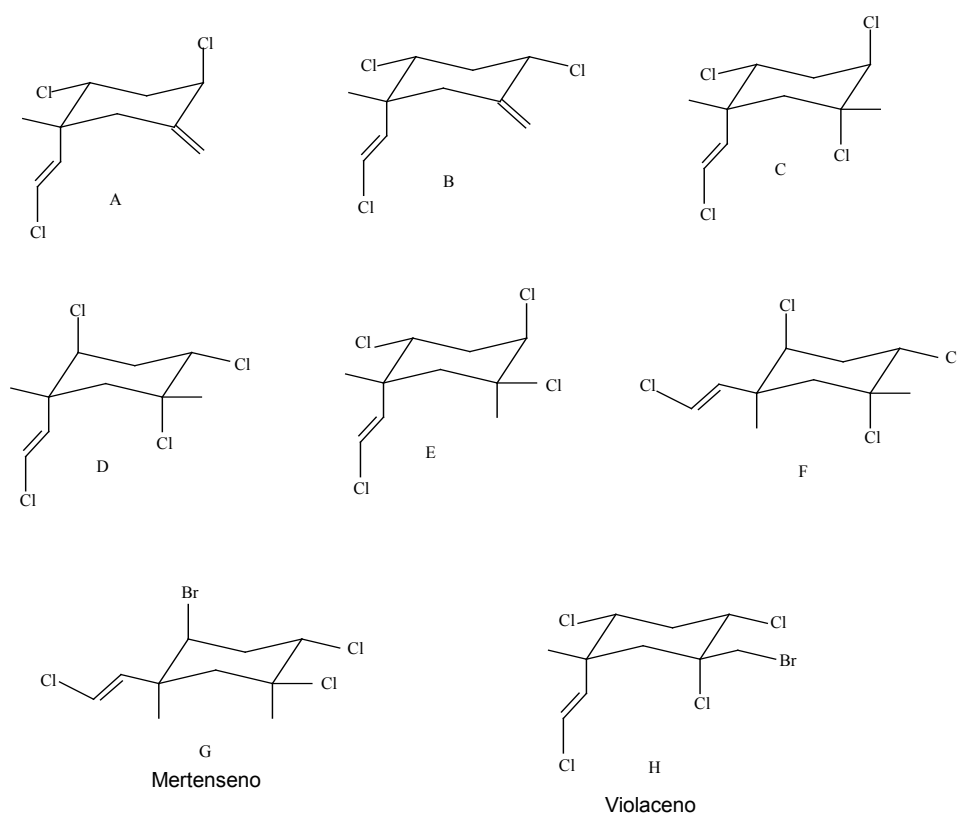 Cl Cl Cl
Cl Cl Cl Cl
Cl
A B C
Cl Cl Cl
Cl Cl Cl
Cl Cl C
Cl Cl
Cl Cl Cl
D E F
Br
Cl Cl Cl
Cl Cl Br
Cl
Cl
G H
Mertenseno
Violaceno